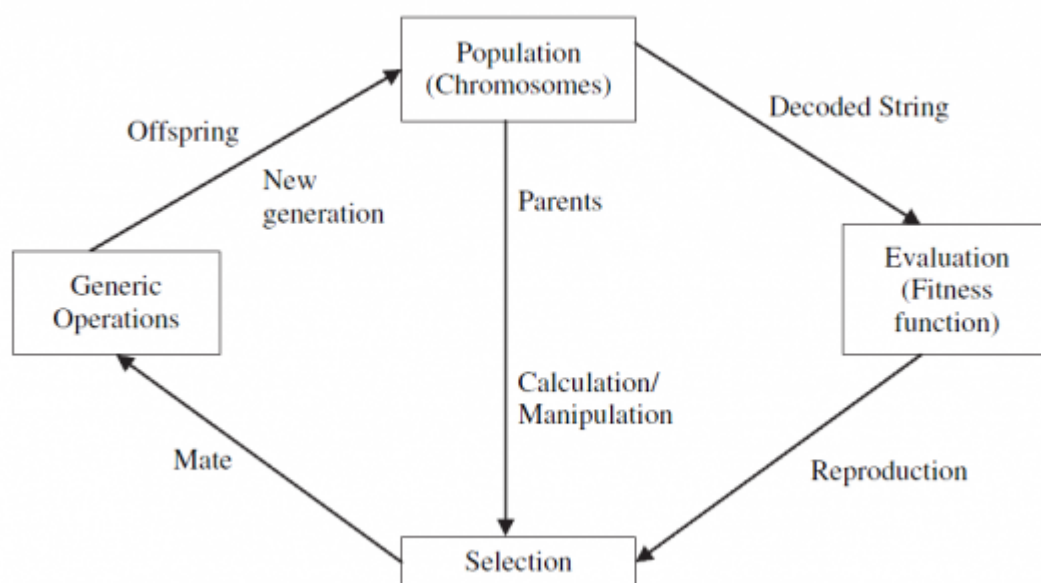 Population
(Chromosomes)
Decoded String
Offspring
New
generation
Parents
Generic
Operations
Evaluation
(Fitness
function)
Calculation/
Manipulation
Mate
Reproduction
Selection